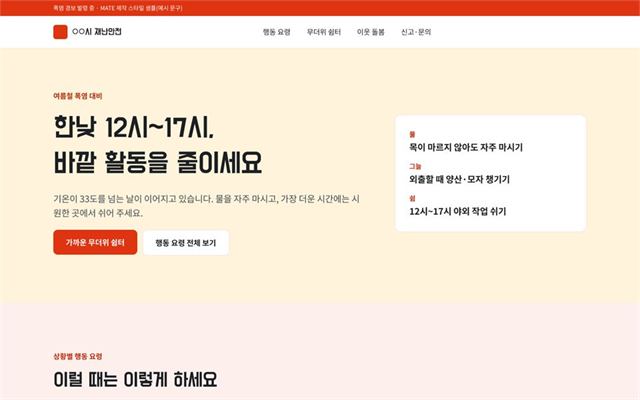 폭염 경보 발령 중 · MATE 제작 스타일 샘플(예시 문구)
○○시 재난안전
행동 요령
무더위 쉼터
이웃 돌봄
신고·문의
여름철 폭염 대비
한낮 12시~17시,
바깥 활동을 줄이세요
기온이 33도를 넘는 날이 이어지고 있습니다. 물을 자주 마시고, 가장 더운 시간에는 시
원한 곳에서 쉬어 주세요.
가까운 무더위 쉼터
행동 요령 전체 보기
물
목이 마르지 않아도 자주 마시기
그늘
외출할 때 양산·모자 챙기기
쉼
12시~17시 야외 작업 쉬기
상황별 행동 요령
이럴 때는 이렇게 하세요